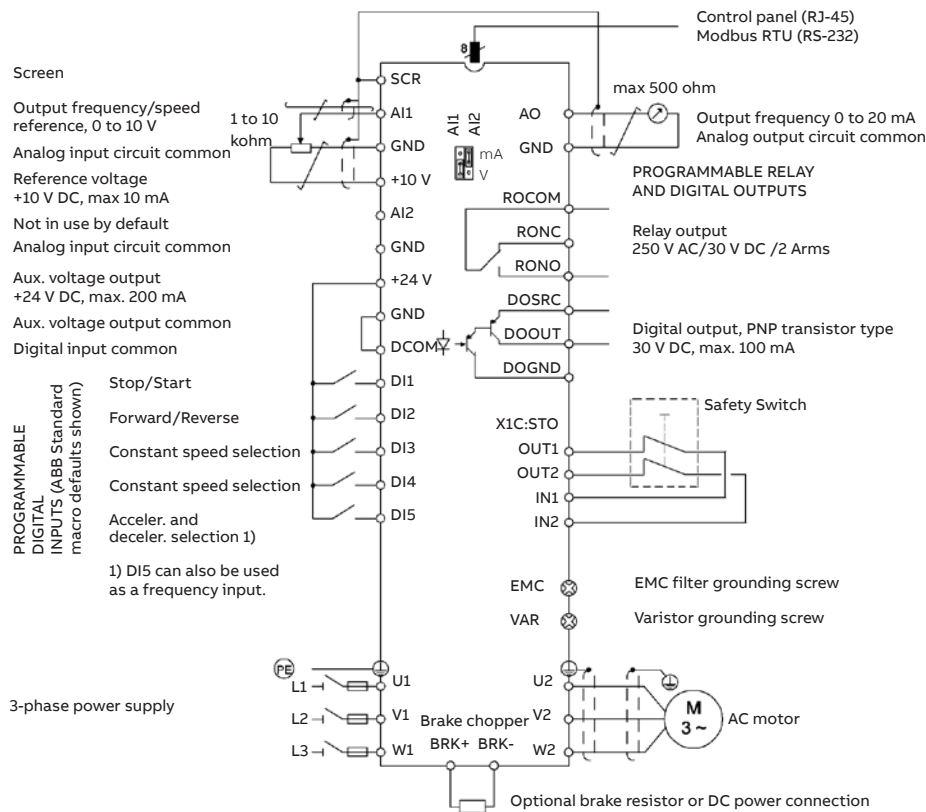 Control panel (RJ-45)
Modbus RTU (RS-232)
8
Screen
SCR
Output frequency/speed
reference, 0 to 10 V
1 to 10
kohm
AI1
Analog input circuit common
GND
Reference voltage
+10 V DC, max 10 mA
+10 V
Not in use by default
AI2
Analog input circuit common
GND
Aux. voltage output
+24 V DC, max. 200 mA
+24 V
Aux. voltage output common
GND
Digital input common
DCOM
PROGRAMMABLE
DIGITAL
INPUTS (ABB Standard
macro defaults shown)
Stop/Start
DI1
Forward/Reverse
DI2
Constant speed selection
DI3
Constant speed selection
DI4
Acceler. and
deceler. selection 1)
DI5
1) DI5 can also be used
as a frequency input.
AI1
AI2
mA
V
max 500 ohm
AO
Output frequency 0 to 20 mA
GND
Analog output circuit common
PROGRAMMABLE RELAY
AND DIGITAL OUTPUTS
ROCOM
RONC
RONO
Relay output
250 V AC/30 V DC /2 Arms
DOSRC
DOOUT
DOGND
Digital output, PNP transistor type
30 V DC, max. 100 mA
Safety Switch
X1C:STO
OUT1
OUT2
IN1
IN2
EMC
EMC filter grounding screw
VAR
Varistor grounding screw
PE
3-phase power supply
L1
U1
L2
V1
L3
W1
Brake chopper
BRK+ BRK-
U2
V2
W2
M
3 ~
AC motor
Optional brake resistor or DC power connection